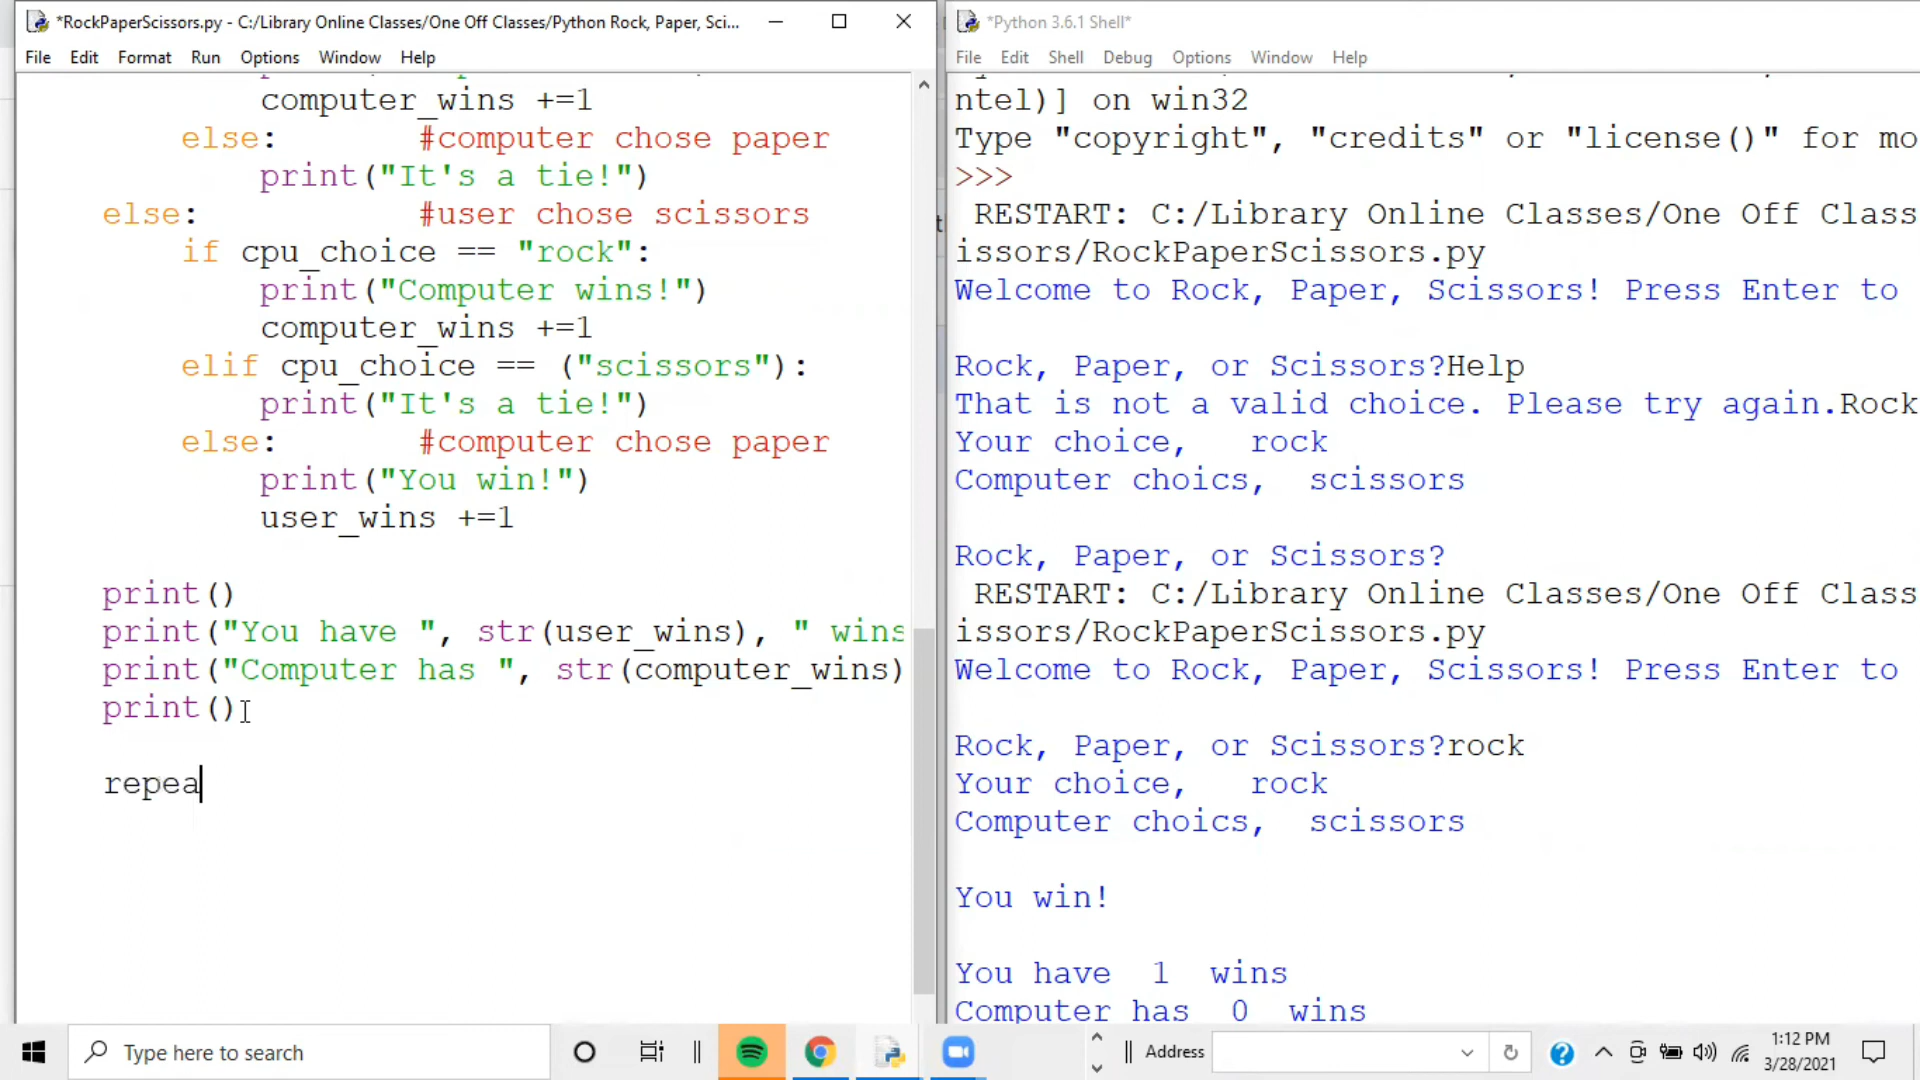 *RockPaperScissors.py - C:/Library Online Classes/One Off Classes/Python Rock, Paper, Sci...
File Edit Format Run Options Window Help
computer_wins +=1
else: #computer chose paper
print("It's a tie!")
else: #user chose scissors
if cpu_choice == "rock":
print("Computer wins!")
computer_wins +=1
elif cpu_choice == ("scissors"):
print("It's a tie!")
else: #computer chose paper
print("You win!")
user_wins +=1
print()
print("You have ", str(user_wins), " wins
print("Computer has ", str(computer_wins)
print()
repea
*Python 3.6.1 Shell*
File Edit Shell Debug Options Window Help
ntel)] on win32
Type "copyright", "credits" or "license()" for mo
>>>
RESTART: C:/Library Online Classes/One Off Class
issors/RockPaperScissors.py
Welcome to Rock, Paper, Scissors! Press Enter to
Rock, Paper, or Scissors?Help
That is not a valid choice. Please try again.Rock
Your choice, rock
Computer choics, scissors
Rock, Paper, or Scissors?
RESTART: C:/Library Online Classes/One Off Class
issors/RockPaperScissors.py
Welcome to Rock, Paper, Scissors! Press Enter to
Rock, Paper, or Scissors?rock
Your choice, rock
Computer choics, scissors
You win!
You have 1 wins
Computer has 0 wins
Type here to search
Address
1:12 PM
3/28/2021